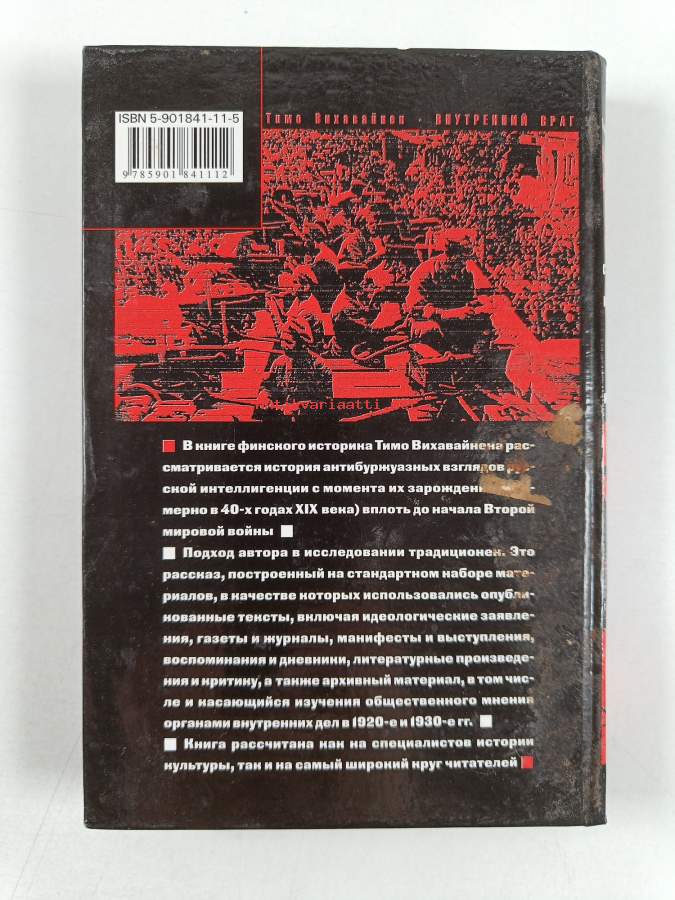 ISBN 5-901841-11-5
Тимо Вихавайнен · ВНУТРЕННИЙ ВРАГ
9 785901 841112
variaatti
В книге финского историка Тимо Вихавайнена рас-
сматривается история антибуржуазных взглядов
ской интеллигенции с момента их зарожден
мерно в 40-х годах XIX века) вплоть до начала Второй
мировой войны
Подход автора в исследовании традиционен. Это
рассказ, построенный на стандартном наборе мате-
риалов, в качестве которых использовались опубли-
кованные тексты, включая идеологические заявле-
ния, газеты и журналы, манифесты и выступления,
воспоминания и дневники, литературные произведе-
ния и критику, а также архивный материал, в том чис-
ле и касающийся изучения общественного мнения
органами внутренних дел в 1920-е и 1930-е гг.
Книга рассчитана как на специалистов истории
культуры, так и на самый широкий круг читателей